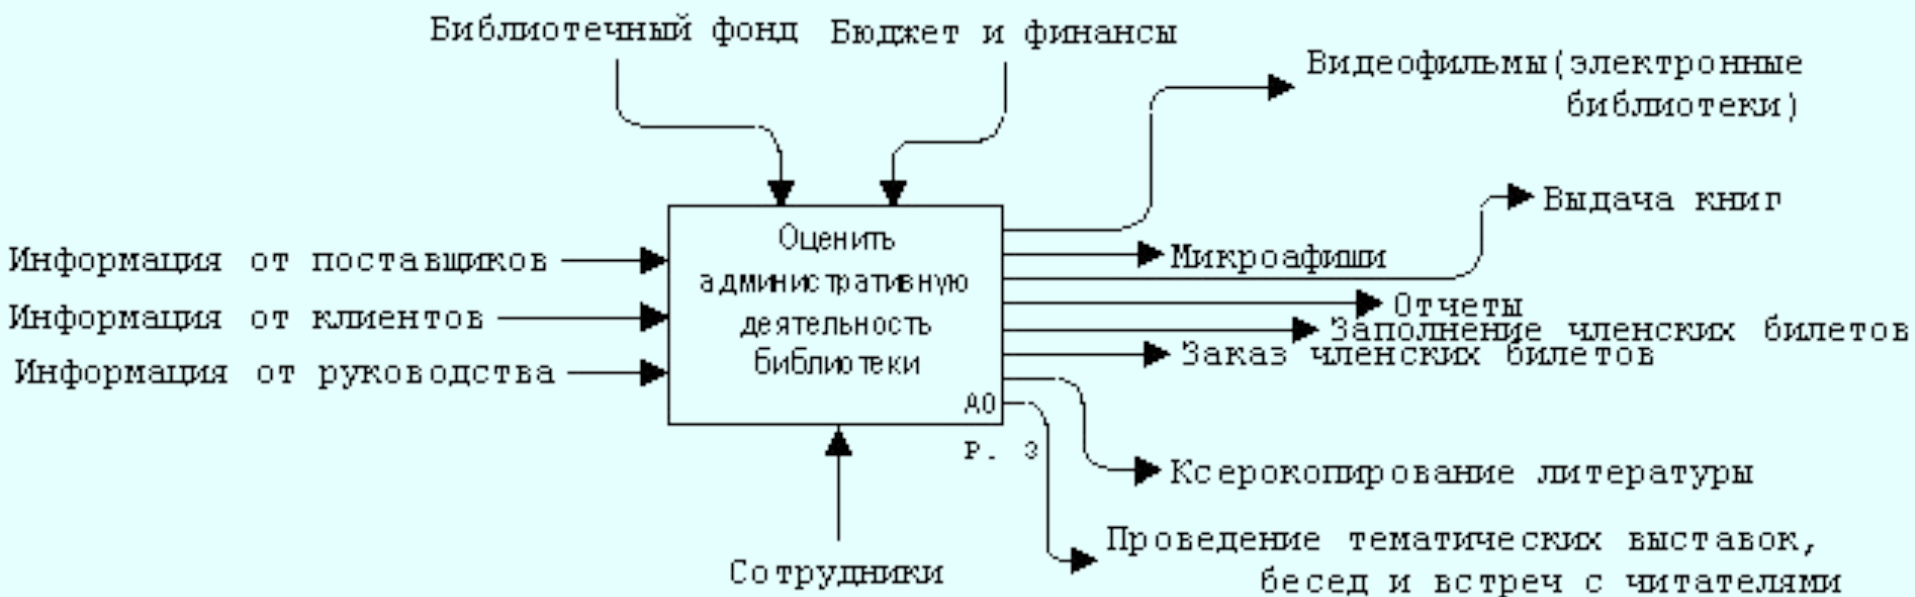 Библиотечный фонд
Бюджет и финансы
Видеофильмы(электронные
библиотеки)
Выдача книг
Информация от поставщиков
Информация от клиентов
Информация от руководства
Оценить
административную
деятельность
библиотеки
A0
P. 3
Микроафиши
Отчеты
Заполнение членских билетов
Заказ членских билетов
Ксерокопирование литературы
Проведение тематических выставок,
бесед и встреч с читателями
Сотрудники